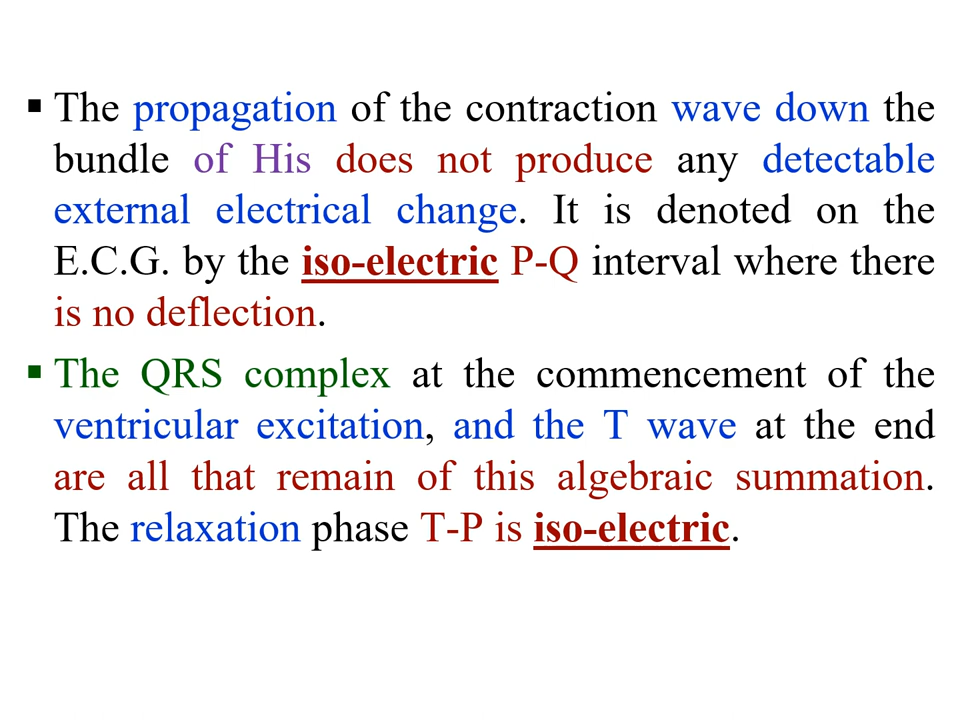 ▪ The propagation of the contraction wave down the
bundle of His does not produce any detectable
external electrical change. It is denoted on the
E.C.G. by the iso-electric P-Q interval where there
is no deflection.
▪ The QRS complex at the commencement of the
ventricular excitation, and the T wave at the end
are all that remain of this algebraic summation.
The relaxation phase T-P is iso-electric.